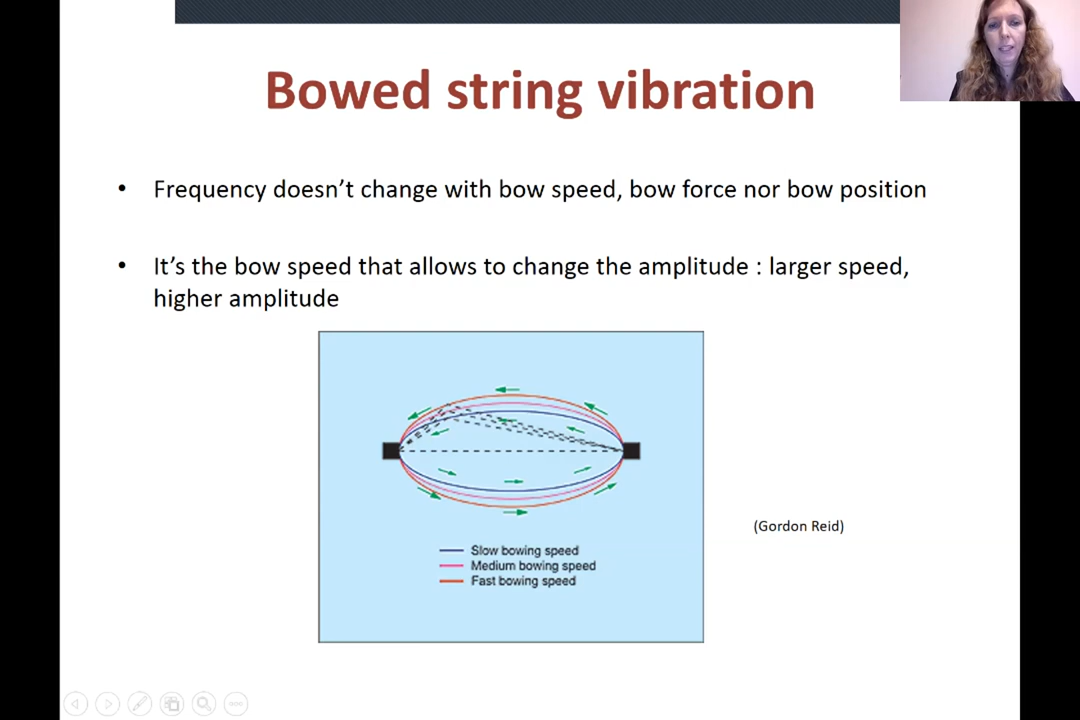 Bowed string vibration
• Frequency doesn’t change with bow speed, bow force nor bow position
• It’s the bow speed that allows to change the amplitude : larger speed,
higher amplitude
(Gordon Reid)
Slow bowing speed
Medium bowing speed
Fast bowing speed